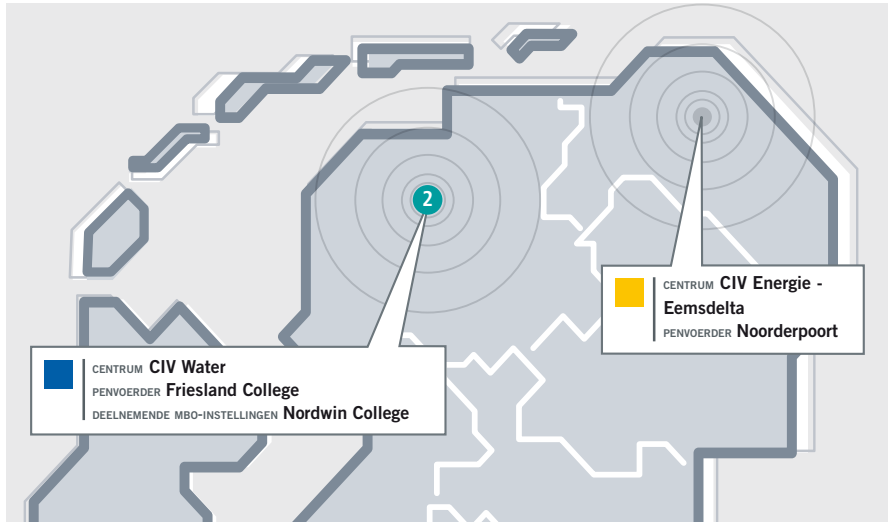 2
CENTRUM CIV Energie -
Eemsdelta
PENVOERDER Noorderpoort
CENTRUM CIV Water
PENVOERDER Friesland College
DEELNEMENDE MBO-INSTELLINGEN Nordwin College